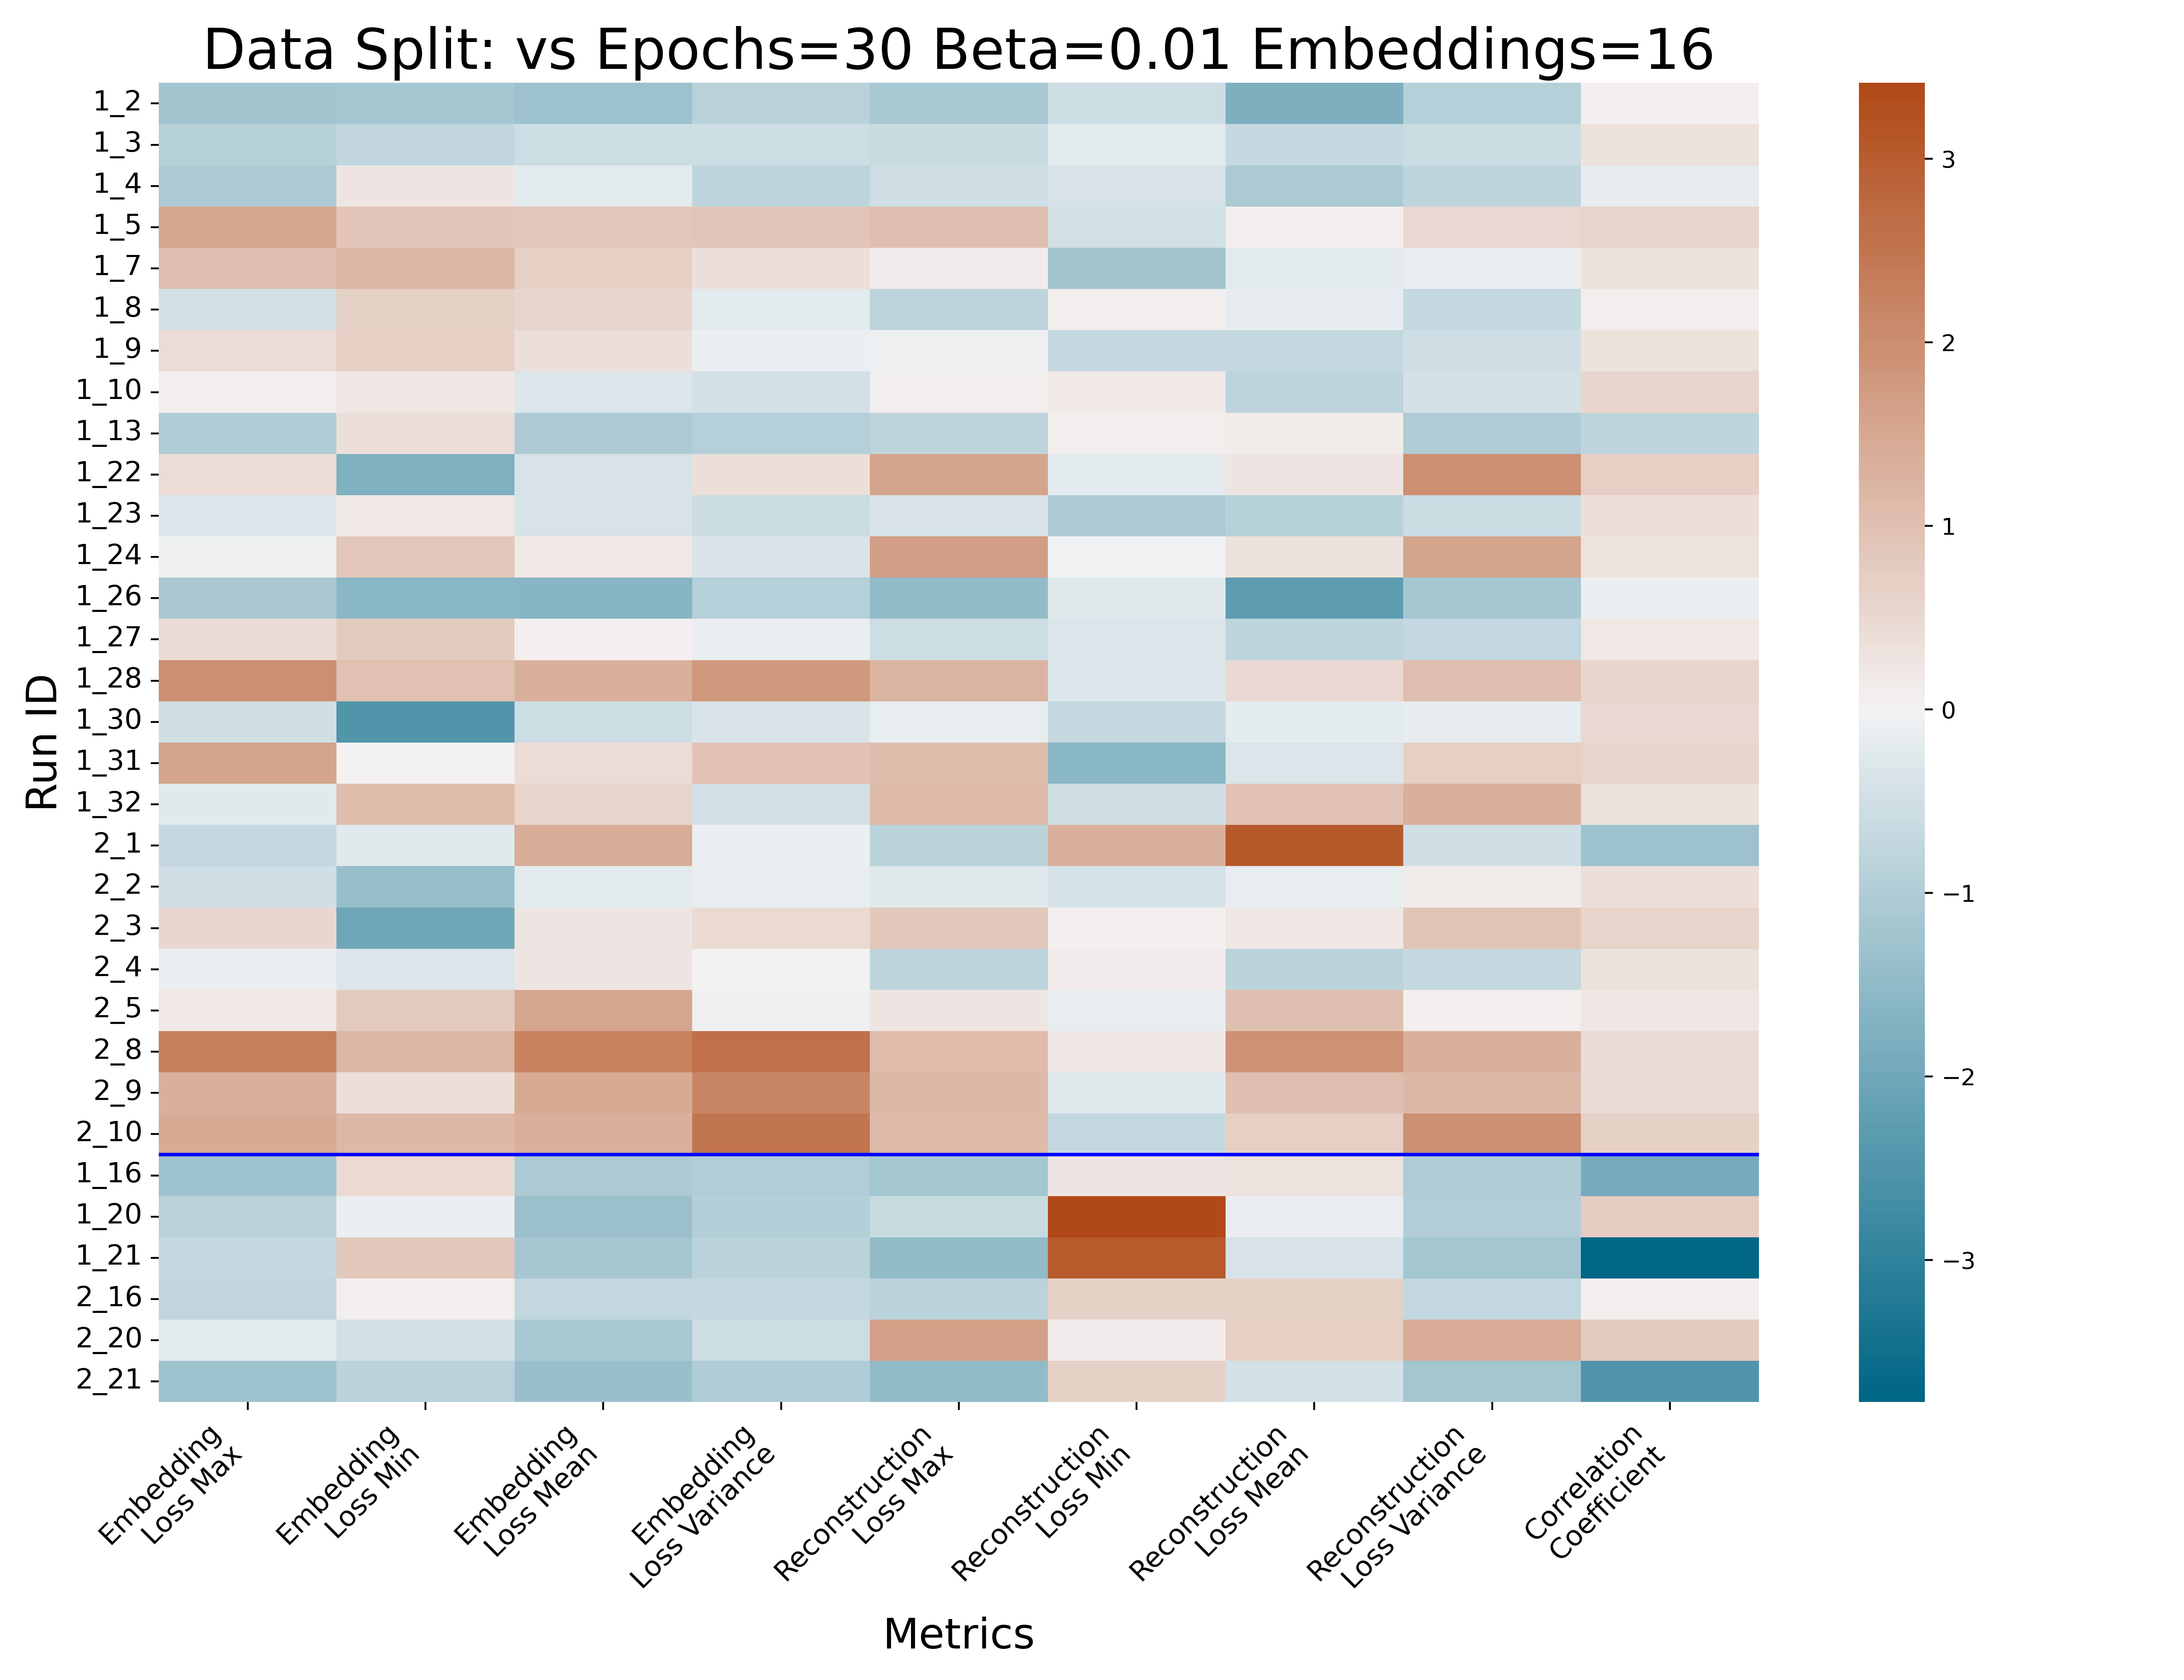 Data Split: vs Epochs=30 Beta=0.01 Embeddings=16
Run ID
1_2
1_3
1_4
1_5
1_7
1_8
1_9
1_10
1_13
1_22
1_23
1_24
1_26
1_27
1_28
1_30
1_31
1_32
2_1
2_2
2_3
2_4
2_5
2_8
2_9
2_10
1_16
1_20
1_21
2_16
2_20
2_21
Embedding
Loss Max
Embedding
Loss Min
Embedding
Loss Mean
Embedding
Loss Variance
Reconstruction
Loss Max
Reconstruction
Loss Min
Reconstruction
Loss Mean
Reconstruction
Loss Variance
Correlation
Coefficient
Metrics
3
2
1
0
−1
−2
−3